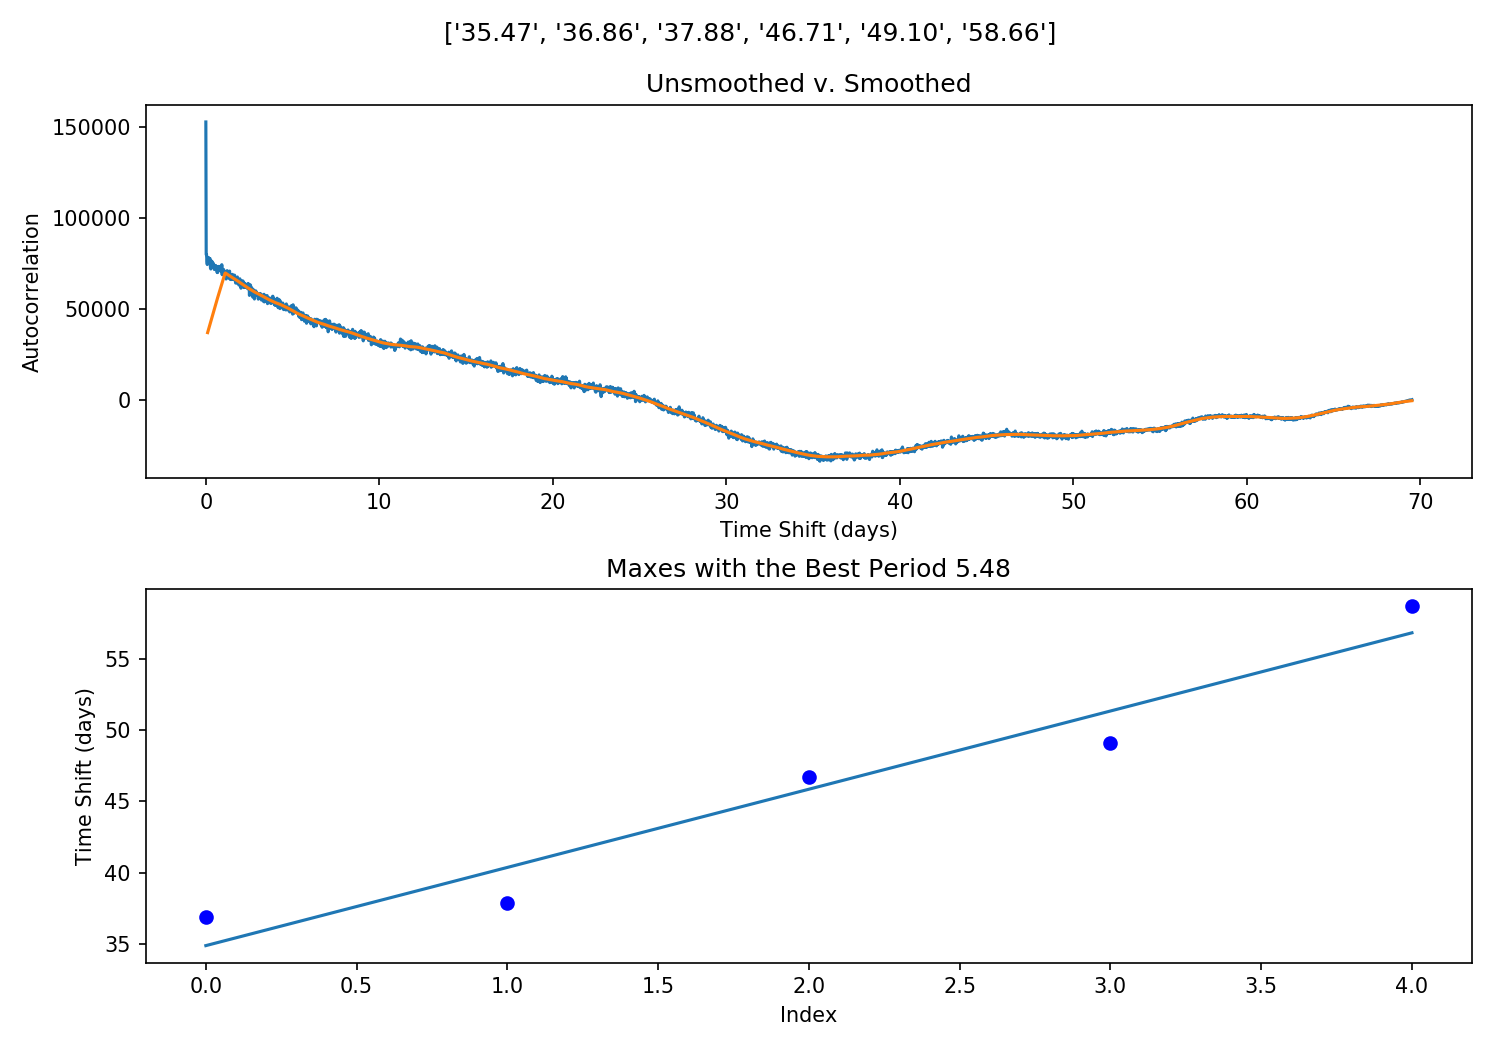 ['35.47', '36.86', '37.88', '46.71', '49.10', '58.66']
Unsmoothed v. Smoothed
150000
100000
50000
0
Autocorrelation
0 10 20 30 40 50 60 70
Time Shift (days)
Maxes with the Best Period 5.48
55
50
45
40
35
Time Shift (days)
0.0 0.5 1.0 1.5 2.0 2.5 3.0 3.5 4.0
Index